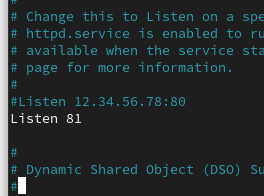 #
# Change this to Listen on a spe
# httpd.service is enabled to ru
# available when the service sta
# page for more information.
#
#Listen 12.34.56.78:80
Listen 81
#
# Dynamic Shared Object (DSO) Su
#